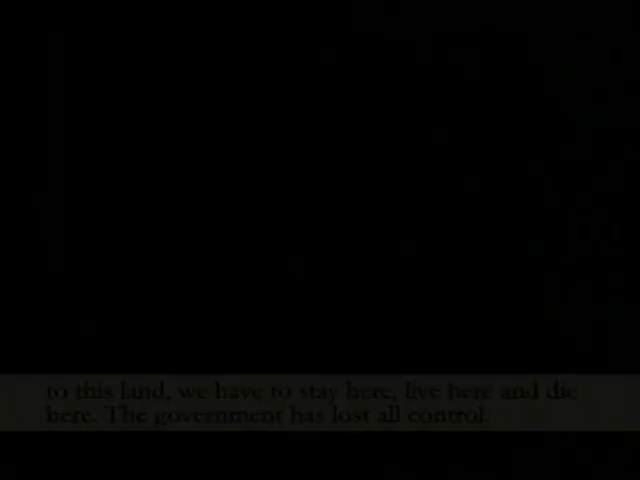 to this land, we have to stay here, live here and die
here. The government has lost all control.